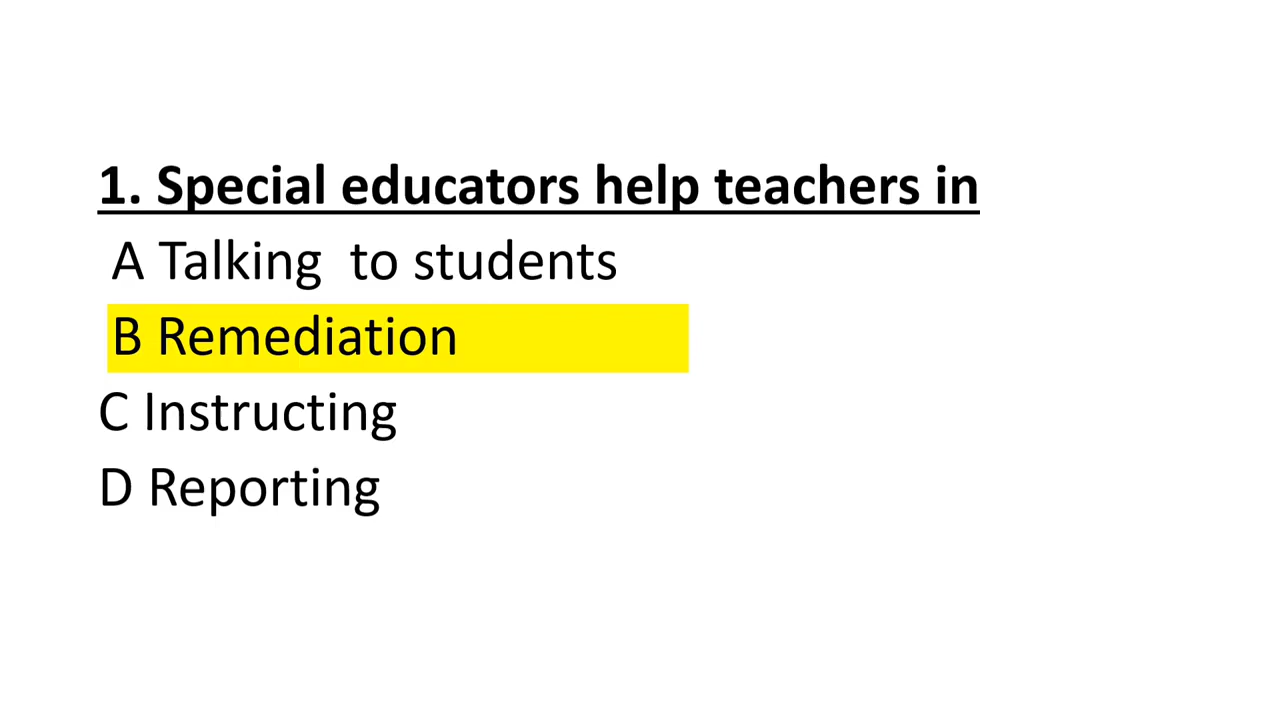 1. Special educators help teachers in
A Talking  to students
B Remediation
C Instructing
D Reporting